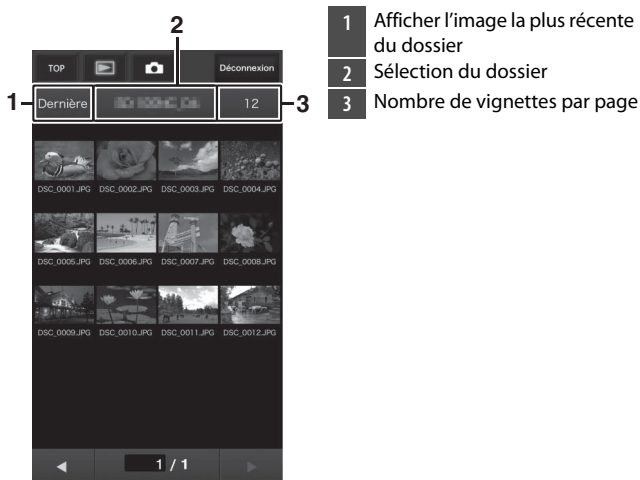 2
TOP Déconnexion
1 Dernière 12 3
DSC_0001.JPG DSC_0002.JPG DSC_0003.JPG DSC_0004.JPG
DSC_0005.JPG DSC_0006.JPG DSC_0007.JPG DSC_0008.JPG
DSC_0009.JPG DSC_0010.JPG DSC_0011.JPG DSC_0012.JPG
1 / 1
1 Afficher l’image la plus récente
du dossier
2 Sélection du dossier
3 Nombre de vignettes par page